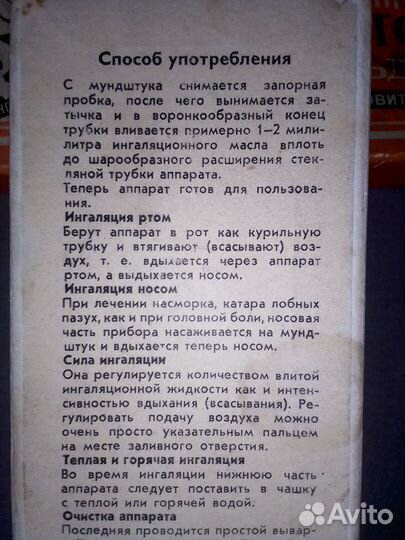 Способ употребления
С мундштука снимается запорная
пробка, после чего вынимается за-
тычка и в воронкообразный конец
трубки вливается примерно 1–2 мили-
литра ингаляционного масла вплоть
до шарообразного расширения стек-
ляной трубки аппарата.
Теперь аппарат готов для пользова-
ния.
Ингаляция ртом
Берут аппарат в рот как курильную
трубку и втягивают (всасывают) воз-
дух, т. е. вдыхается через аппарат
ртом, а выдыхается носом.
Ингаляция носом
При лечении насморка, катара лобных
пазух, как и при головной боли, носовая
часть прибора насаживается на мунд-
штук и вдыхается теперь носом.
Сила ингаляции
Она регулируется количеством влитой
ингаляционной жидкости как и интен-
сивностью вдыхания (всасывания). Ре-
гулировать подачу воздуха можно
очень просто указательным пальцем
на месте заливного отверстия.
Теплая и горячая ингаляция
Во время ингаляции нижнюю часть
аппарата следует поставить в чашку
с теплой или горячей водой.
Очистка аппарата
Последняя проводится простой вывар-
Avito